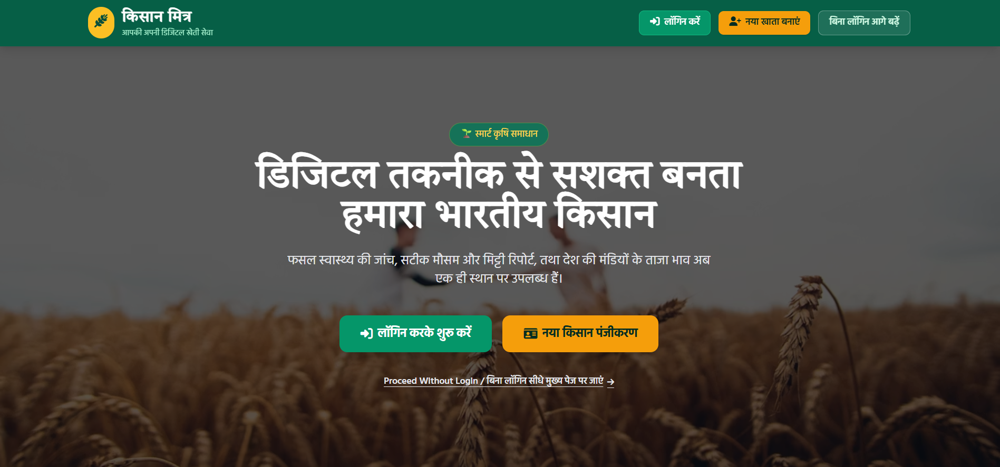 किसान मित्र
आपकी अपनी डिजिटल खेती सेवा
लॉगिन करें
नया खाता बनाएं
बिना लॉगिन आगे बढ़ें
स्मार्ट कृषि समाधान
डिजिटल तकनीक से सशक्त बनता
हमारा भारतीय किसान
फसल स्वास्थ्य की जांच, सटीक मौसम और मिट्टी रिपोर्ट, तथा देश की मंडियों के ताजा भाव अब
एक ही स्थान पर उपलब्ध हैं।
लॉगिन करके शुरू करें
नया किसान पंजीकरण
Proceed Without Login / बिना लॉगिन सीधे मुख्य पेज पर जाएं →